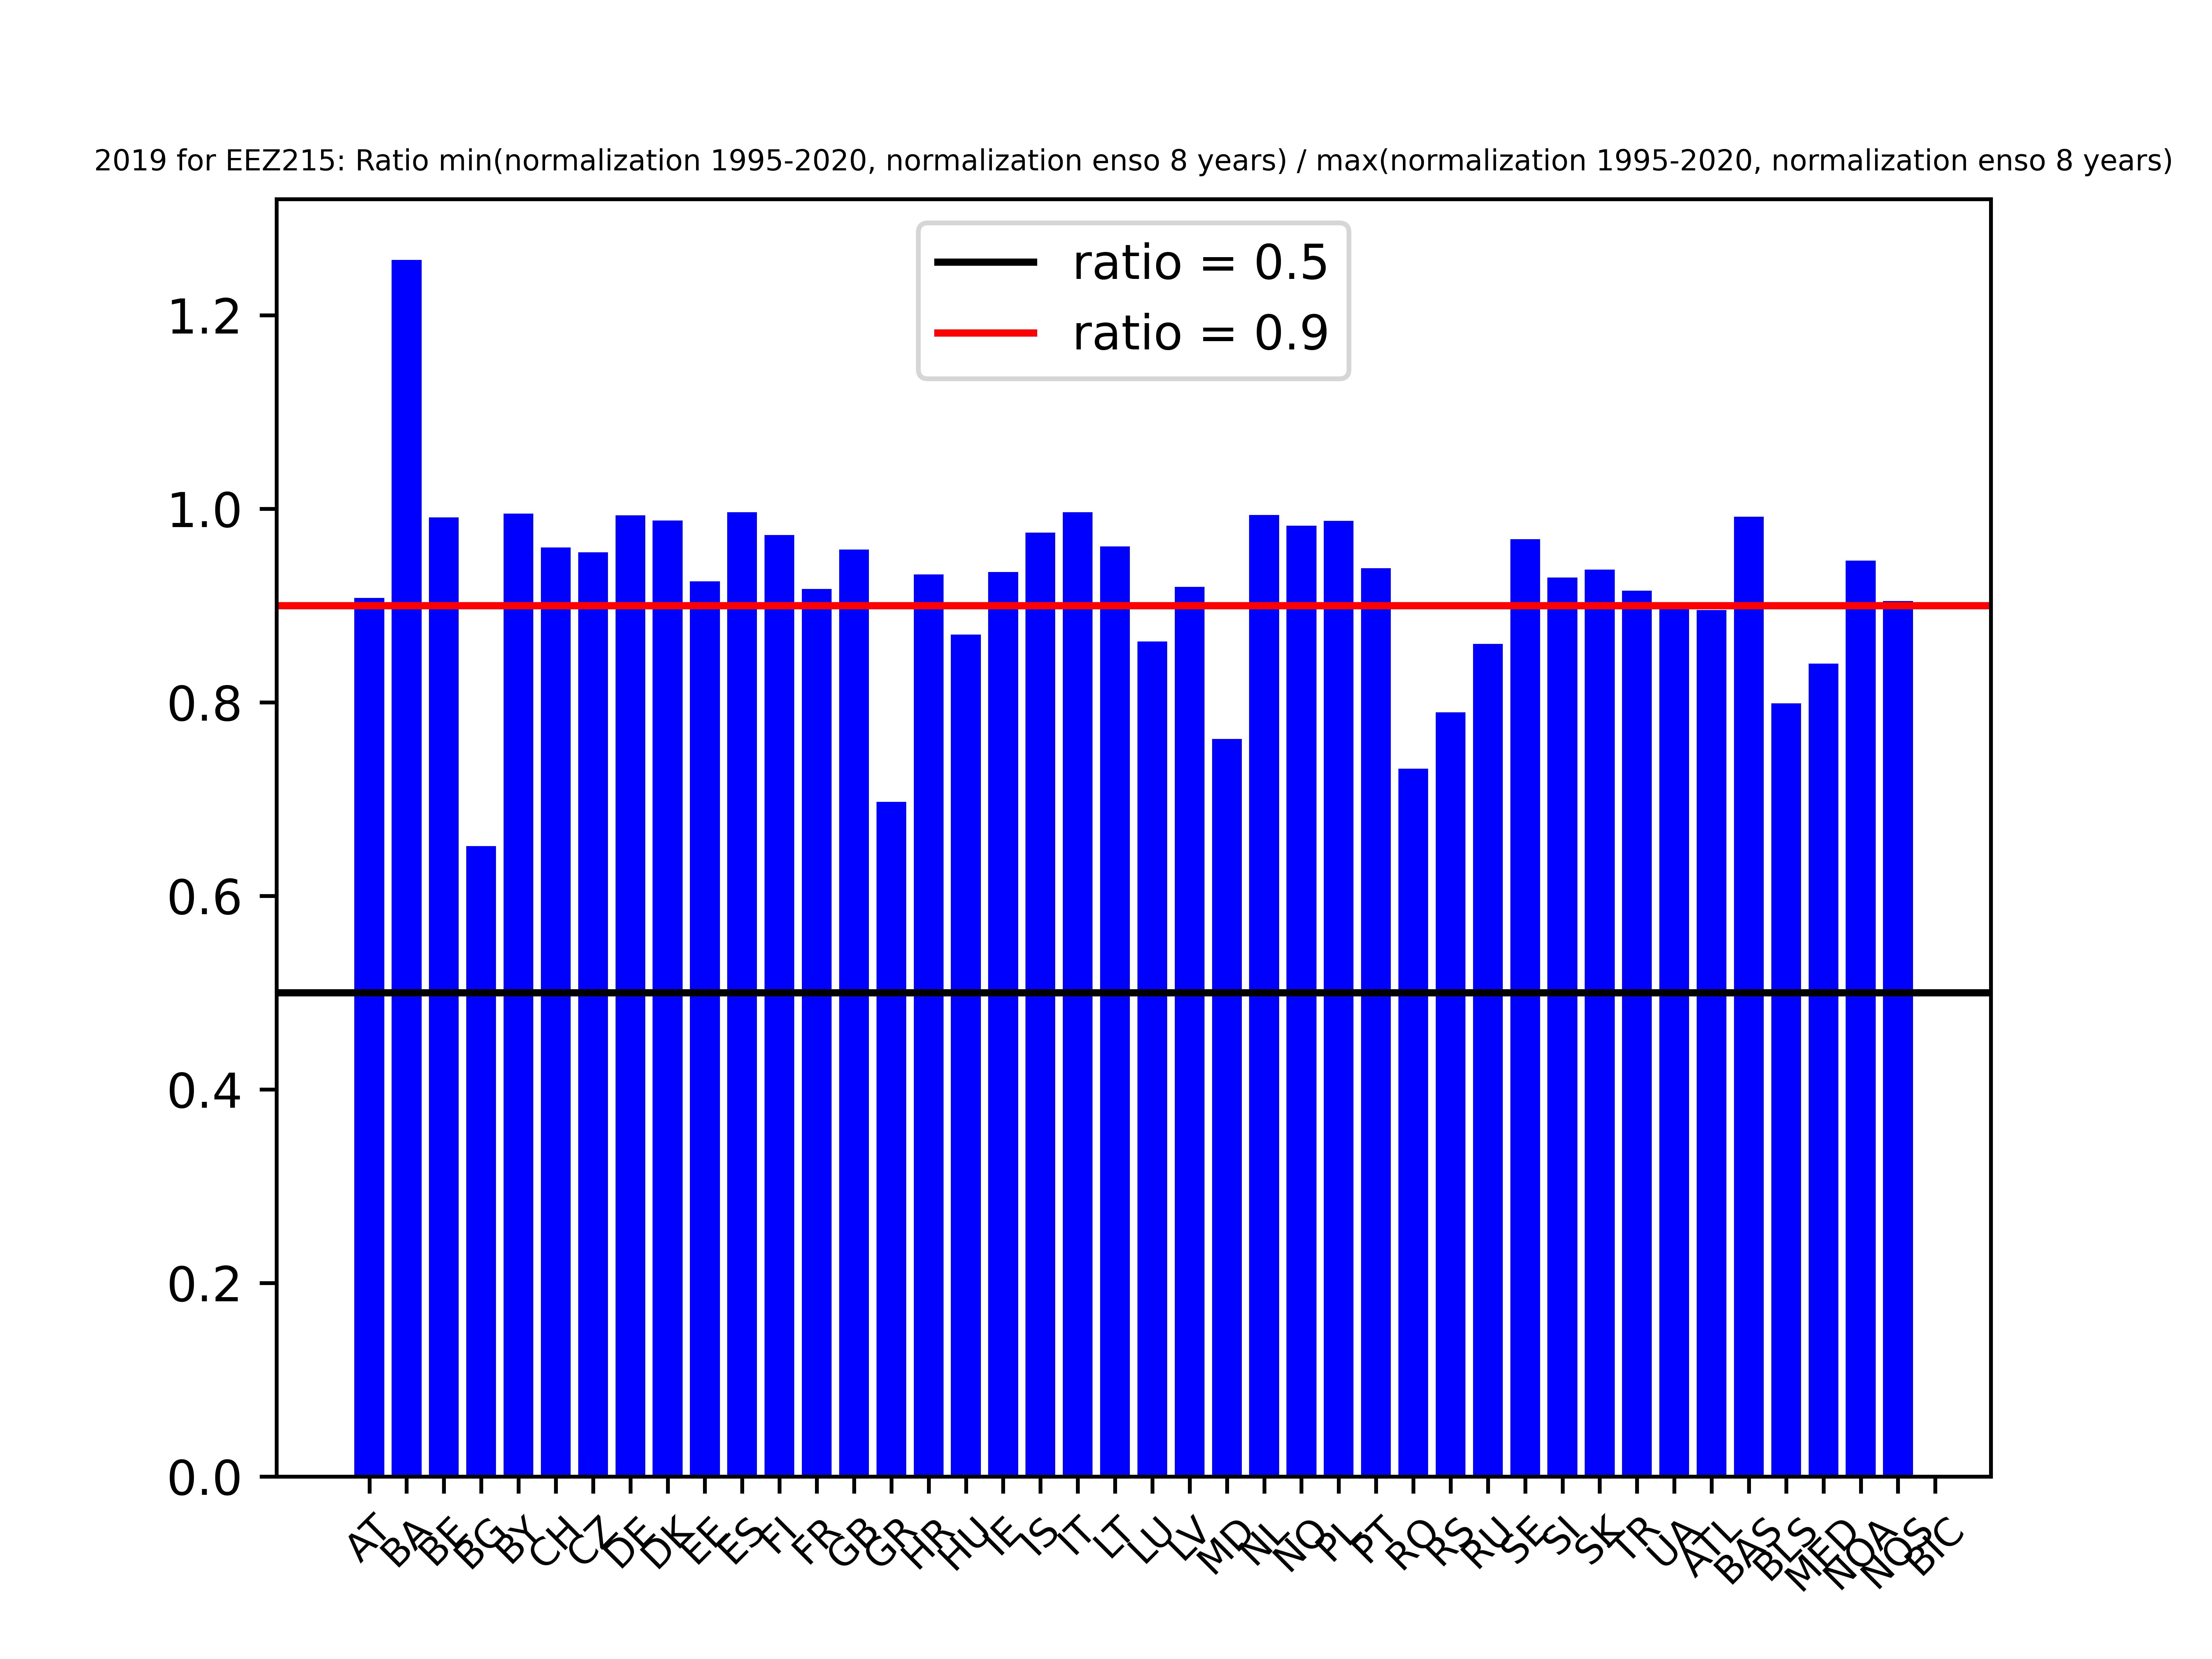 2019 for EEZ215: Ratio min(normalization 1995-2020, normalization enso 8 years) / max(normalization 1995-2020, normalization enso 8 years)
ratio = 0.5
ratio = 0.9
1.2
1.0
0.8
0.6
0.4
0.2
0.0
AT BA BE BG BY CH CZ DE DK EE ES FI FR GB GR HR HU IE IS IT LT LU LV MD NL NO PL PT RO RS RU SE SI SK TR UA ATL BAS BLS MED NOA NOS BIC